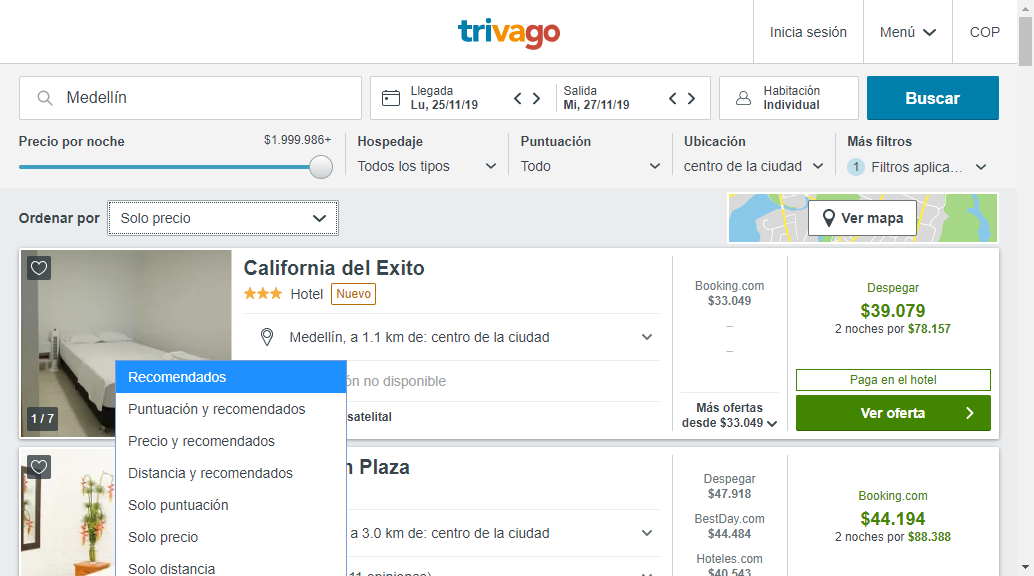 trivago
Inicia sesión
Menú
COP
Medellín
Llegada
Lu, 25/11/19
Salida
Mi, 27/11/19
Habitación
Individual
Buscar
Precio por noche
$1.999.986+
Hospedaje
Todos los tipos
Puntuación
Todo
Ubicación
centro de la ciudad
Más filtros
1 Filtros aplica...
Ordenar por
Solo precio
Ver mapa
California del Exito
Hotel
Nuevo
Medellín, a 1.1 km de: centro de la ciudad
ón no disponible
satelital
1 / 7
Booking.com
$33.049
–
–
Más ofertas
desde $33.049
Despegar
$39.079
2 noches por $78.157
Paga en el hotel
Ver oferta
Recomendados
Puntuación y recomendados
Precio y recomendados
Distancia y recomendados
Solo puntuación
Solo precio
Solo distancia
n Plaza
a 3.0 km de: centro de la ciudad
11 opiniones)
Despegar
$47.918
BestDay.com
$44.484
Hoteles.com
$40.543
Booking.com
$44.194
2 noches por $88.388